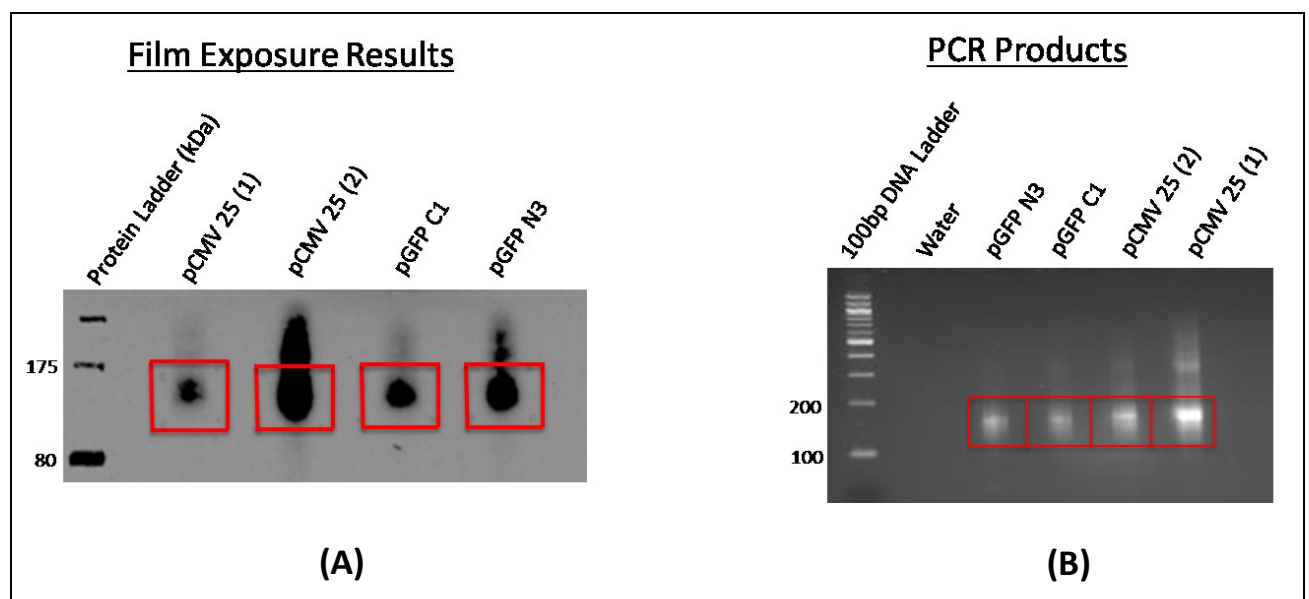 Film Exposure Results
Protein Ladder (kDa)
pCMV 25 (1)
pCMV 25 (2)
pGFP C1
pGFP N3
175
80
(A)
PCR Products
100bp DNA Ladder
Water
pGFP N3
pGFP C1
pCMV 25 (2)
pCMV 25 (1)
200
100
(B)